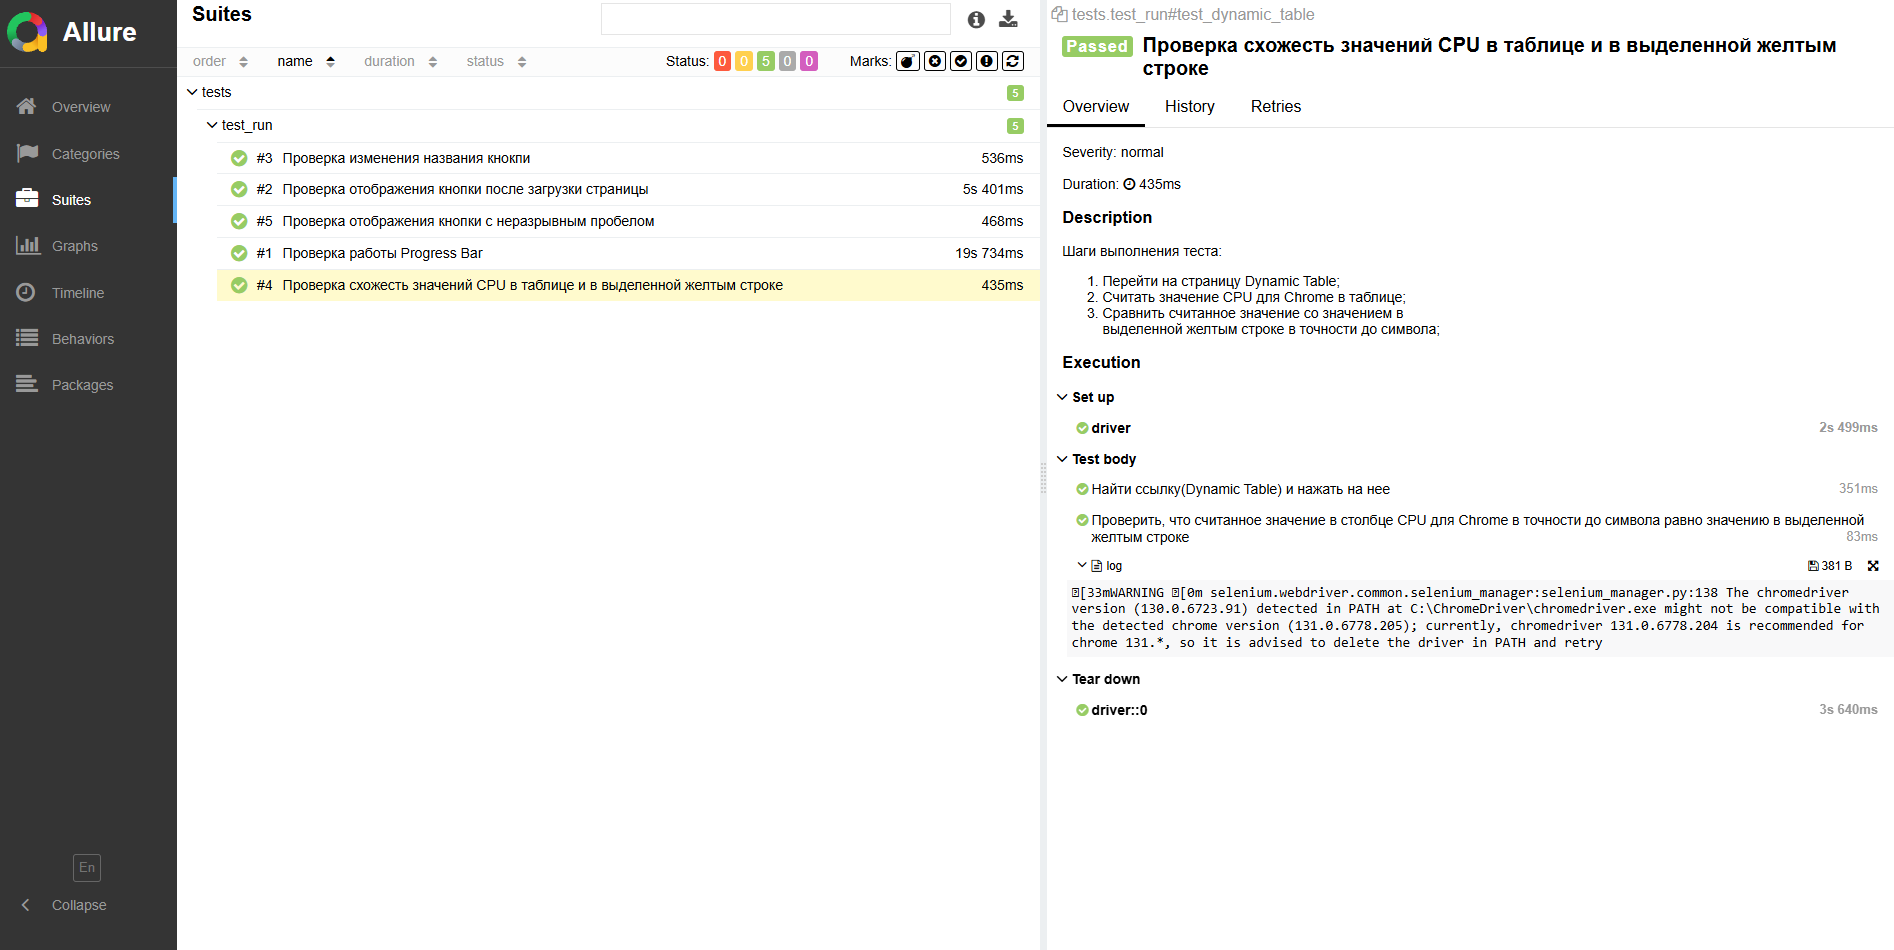 Allure
Overview
Categories
Suites
Graphs
Timeline
Behaviors
Packages
En
Collapse
Suites
order name duration status
Status: 0 0 5 0 0 Marks:
tests 5
test_run 5
#3 Проверка изменения названия кнокпи 536ms
#2 Проверка отображения кнопки после загрузки страницы 5s 401ms
#5 Проверка отображения кнопки с неразрывным пробелом 468ms
#1 Проверка работы Progress Bar 19s 734ms
#4 Проверка схожесть значений CPU в таблице и в выделенной желтым строке 435ms
tests.test_run#test_dynamic_table
Passed Проверка схожесть значений CPU в таблице и в выделенной желтым
строке
Overview History Retries
Severity: normal
Duration: 435ms
Description
Шаги выполнения теста:
1. Перейти на страницу Dynamic Table;
2. Считать значение CPU для Chrome в таблице;
3. Сравнить считанное значение со значением в
выделенной желтым строке в точности до символа;
Execution
Set up
driver 2s 499ms
Test body
Найти ссылку(Dynamic Table) и нажать на нее 351ms
Проверить, что считанное значение в столбце CPU для Chrome в точности до символа равно значению в выделенной
желтым строке 83ms
log 381 B
[33mWARNING [0m selenium.webdriver.common.selenium_manager:selenium_manager.py:138 The chromedriver
version (130.0.6723.91) detected in PATH at C:\ChromeDriver\chromedriver.exe might not be compatible with
the detected chrome version (131.0.6778.205); currently, chromedriver 131.0.6778.204 is recommended for
chrome 131.*, so it is advised to delete the driver in PATH and retry
Tear down
driver::0 3s 640ms